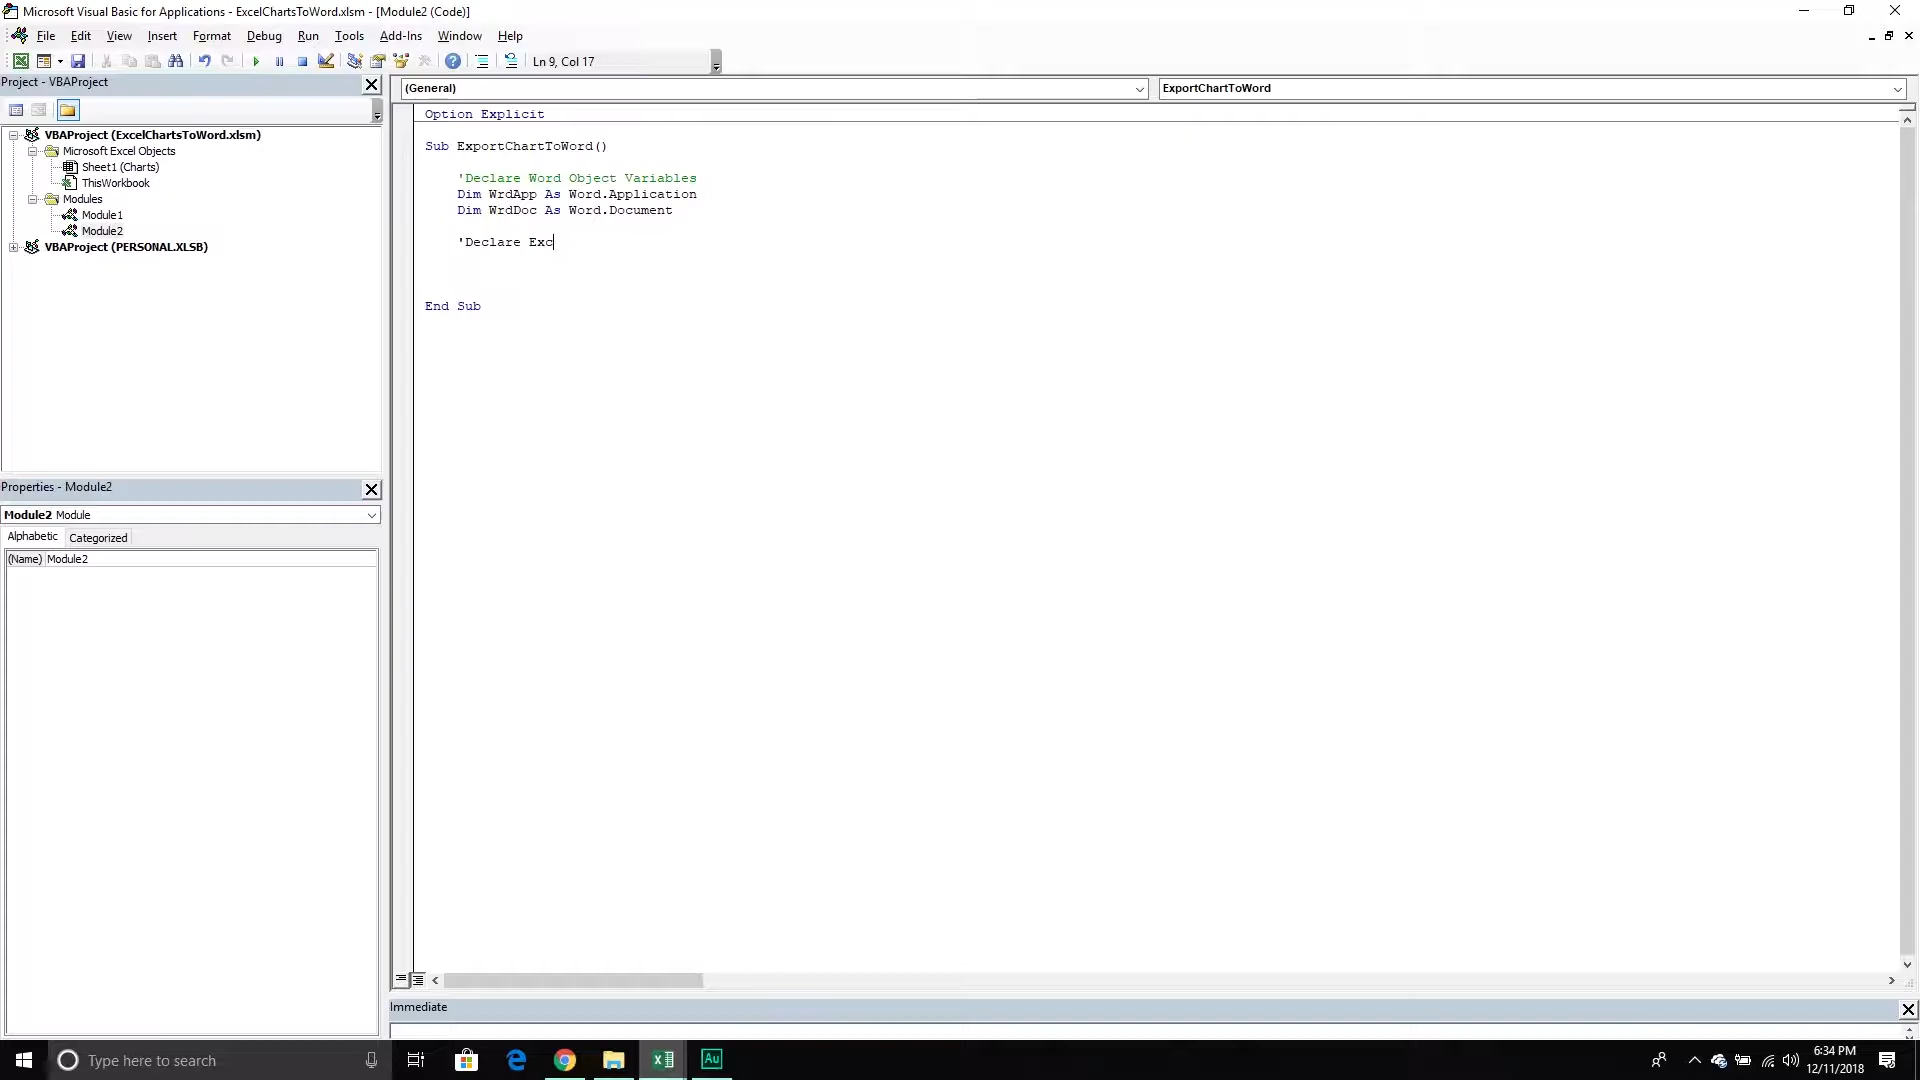 Microsoft Visual Basic for Applications - ExcelChartsToWord.xlsm - [Module2 (Code)]
File Edit View Insert Format Debug Run Tools Add-Ins Window Help
Ln 9, Col 17
Project - VBAProject
VBAProject (ExcelChartsToWord.xlsm)
Microsoft Excel Objects
Sheet1 (Charts)
ThisWorkbook
Modules
Module1
Module2
VBAProject (PERSONAL.XLSB)
Properties - Module2
Module2 Module
Alphabetic Categorized
(Name) Module2
(General) ExportChartToWord
Option Explicit
Sub ExportChartToWord()
'Declare Word Object Variables
Dim WrdApp As Word.Application
Dim WrdDoc As Word.Document
'Declare Exc
End Sub
Immediate
Type here to search
Au
6:34 PM
12/11/2018